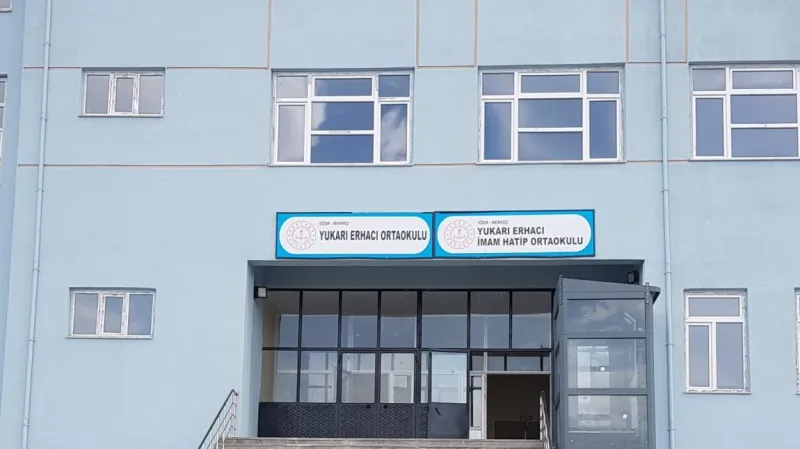 IĞDIR - MERKEZ
YUKARI ERHACI ORTAOKULU
IĞDIR - MERKEZ
YUKARI ERHACI
İMAM HATİP ORTAOKULU